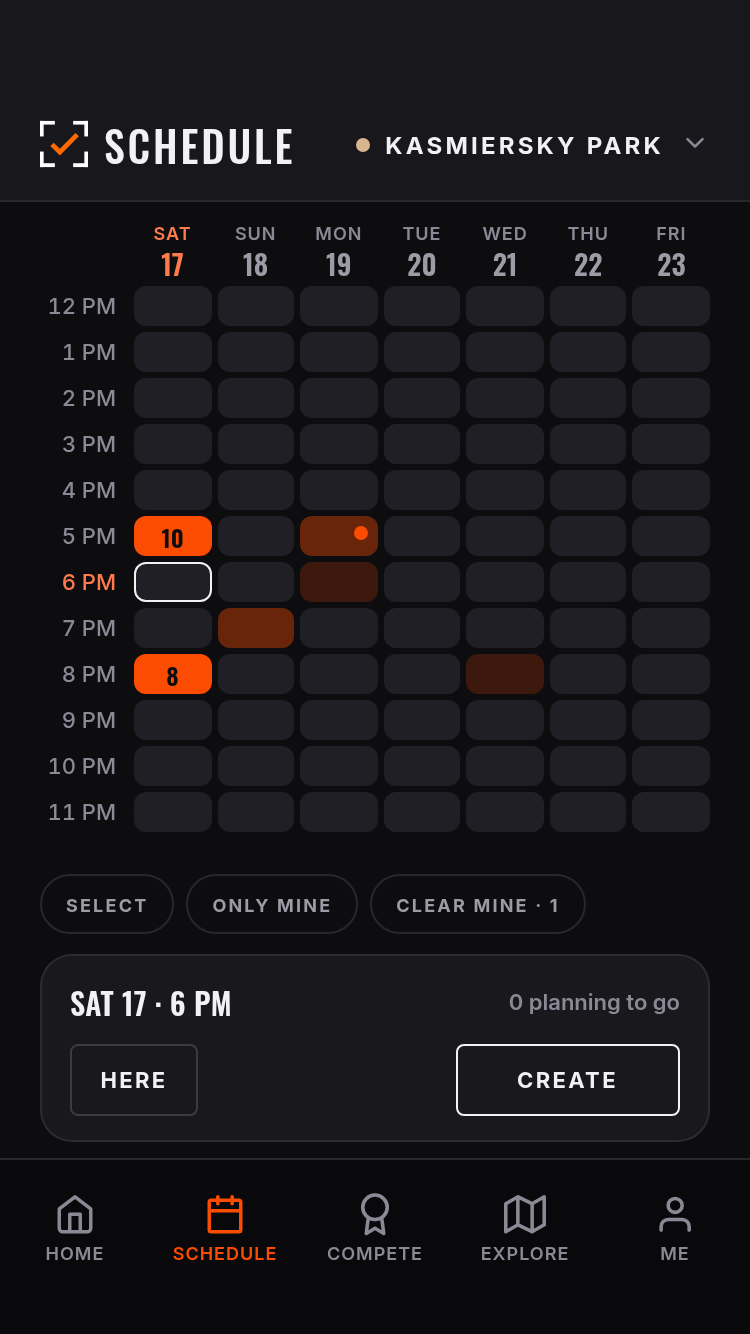 SCHEDULE KASMIERSKY PARK
SAT SUN MON TUE WED THU FRI
17 18 19 20 21 22 23
12 PM
1 PM
2 PM
3 PM
4 PM
5 PM 10
6 PM
7 PM
8 PM 8
9 PM
10 PM
11 PM
SELECT ONLY MINE CLEAR MINE · 1
SAT 17 · 6 PM 0 planning to go
HERE CREATE
HOME SCHEDULE COMPETE EXPLORE ME